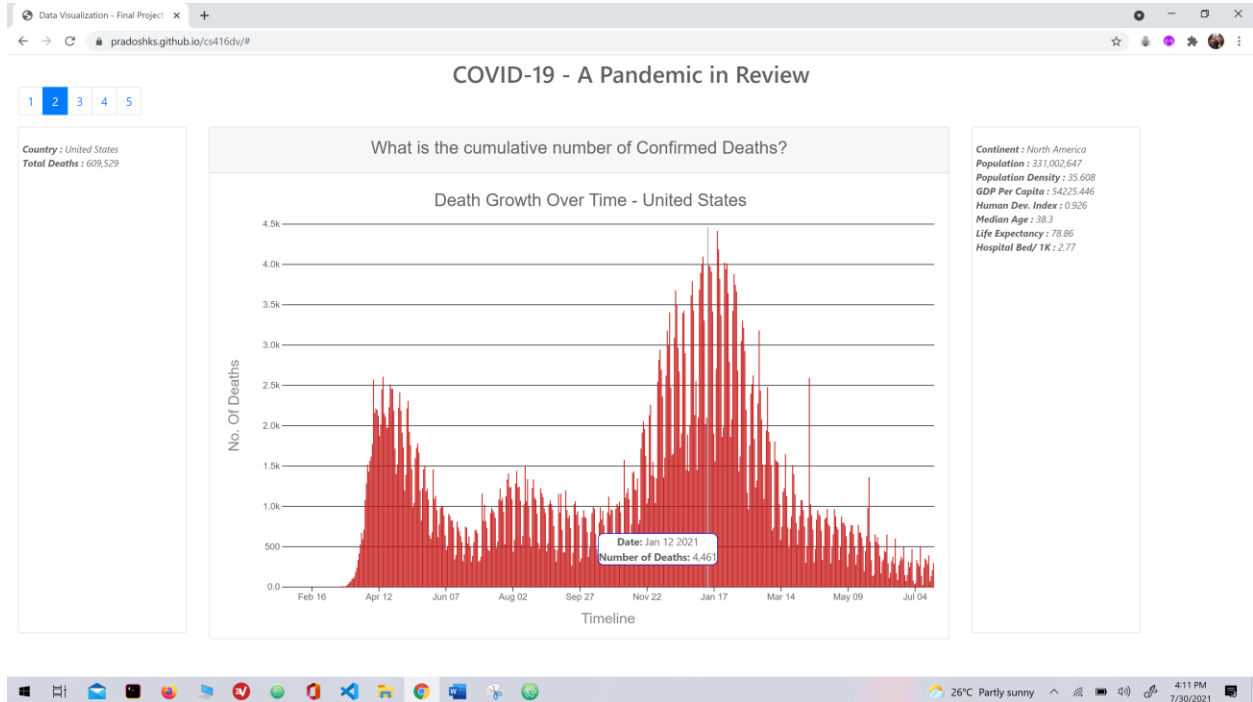 Data Visualization - Final Project
pradoshks.github.io/cs416dv/#
COVID-19 - A Pandemic in Review
1 2 3 4 5
Country : United States
Total Deaths : 609,529
What is the cumulative number of Confirmed Deaths?
Death Growth Over Time - United States
4.5k
4.0k
3.5k
3.0k
2.5k
2.0k
1.5k
1.0k
500
0.0
No. Of Deaths
Date: Jan 12 2021
Number of Deaths: 4,461
Feb 16 Apr 12 Jun 07 Aug 02 Sep 27 Nov 22 Jan 17 Mar 14 May 09 Jul 04
Timeline
Continent : North America
Population : 331,002,647
Population Density : 35.608
GDP Per Capita : 54225.446
Human Dev. Index : 0.926
Median Age : 38.3
Life Expectancy : 78.86
Hospital Bed/ 1K : 2.77
26°C Partly sunny
4:11 PM
7/30/2021